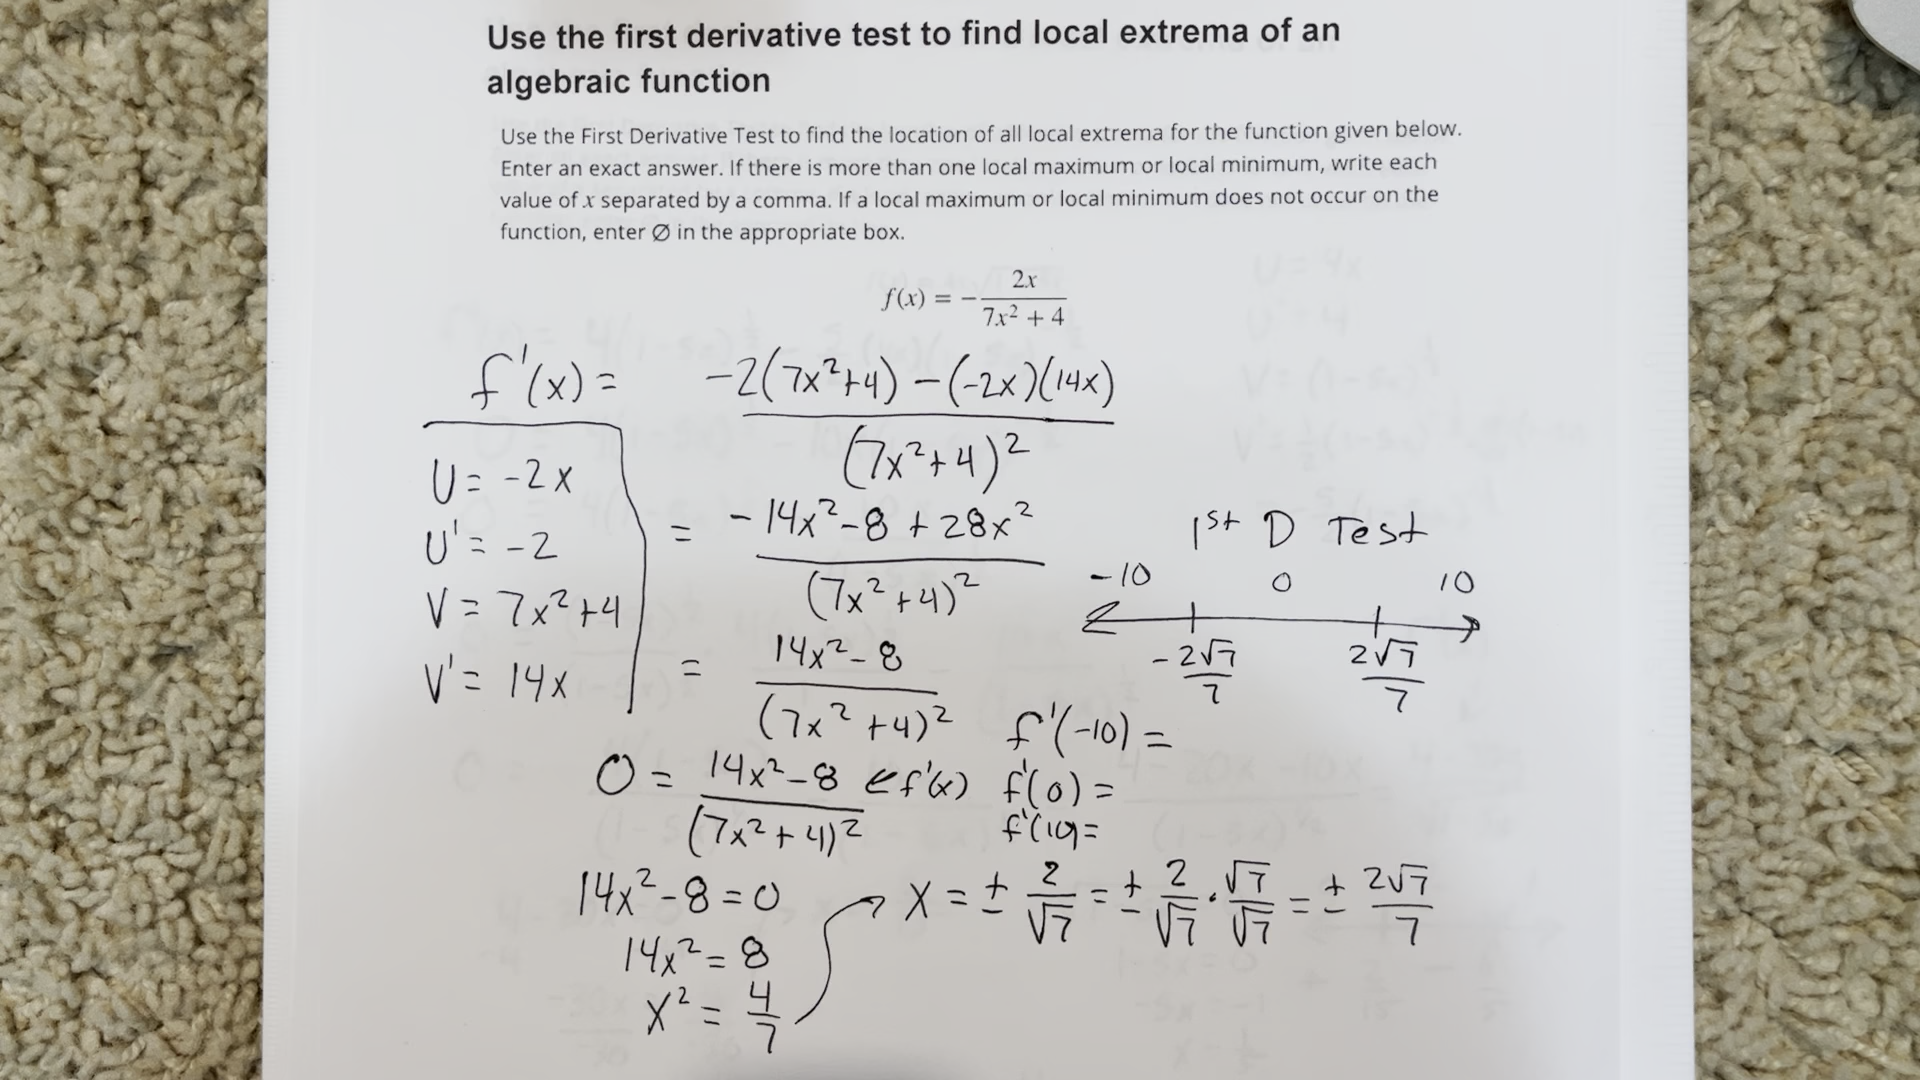 Use the first derivative test to find local extrema of an
algebraic function
Use the First Derivative Test to find the location of all local extrema for the function given below.
Enter an exact answer. If there is more than one local maximum or local minimum, write each
value of x separated by a comma. If a local maximum or local minimum does not occur on the
function, enter Ø in the appropriate box.
f(x) = -2x/(7x² + 4)
f'(x) = (-2(7x²+4) - (-2x)(14x))/(7x²+4)²
U = -2x
U' = -2
V = 7x²+4
V' = 14x
= (-14x²-8+28x²)/(7x²+4)²
= (14x²-8)/(7x²+4)²
0 = (14x²-8)/(7x²+4)² ← f'(x)
14x²-8=0
14x²=8
x² = 4/7
1st D Test
-10 0 10
-2√7/7 2√7/7
f'(-10) =
f'(0) =
f'(10) =
→ x = ± 2/√7 = ± 2/√7 · √7/√7 = ± 2√7/7